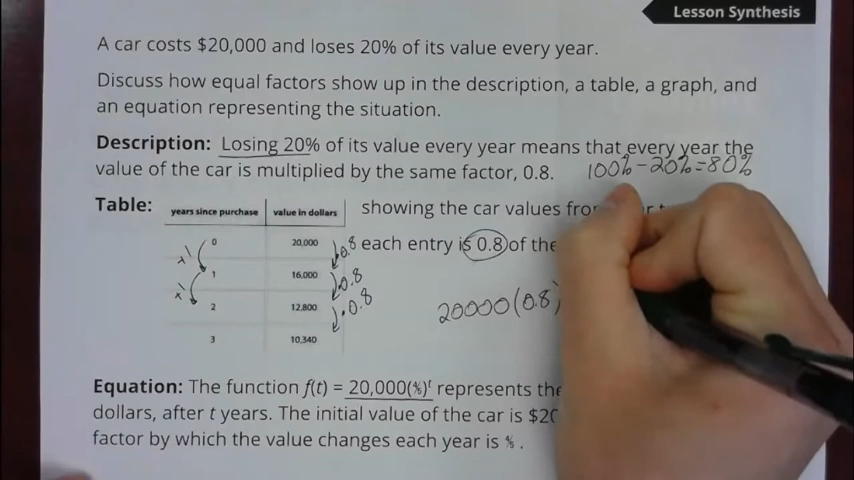 Lesson Synthesis
A car costs $20,000 and loses 20% of its value every year.
Discuss how equal factors show up in the description, a table, a graph, and
an equation representing the situation.
Description: Losing 20% of its value every year means that every year the
value of the car is multiplied by the same factor, 0.8. 100% - 20% = 80%
Table: years since purchase value in dollars showing the car values
0 20,000 ·0.8 each entry is 0.8 of the
1 16,000 ·0.8
2 12,800 ·0.8 20000(0.8)
3 10,340
Equation: The function f(t) = 20,000( )t represents the
dollars, after t years. The initial value of the car is
factor by which the value changes each year is